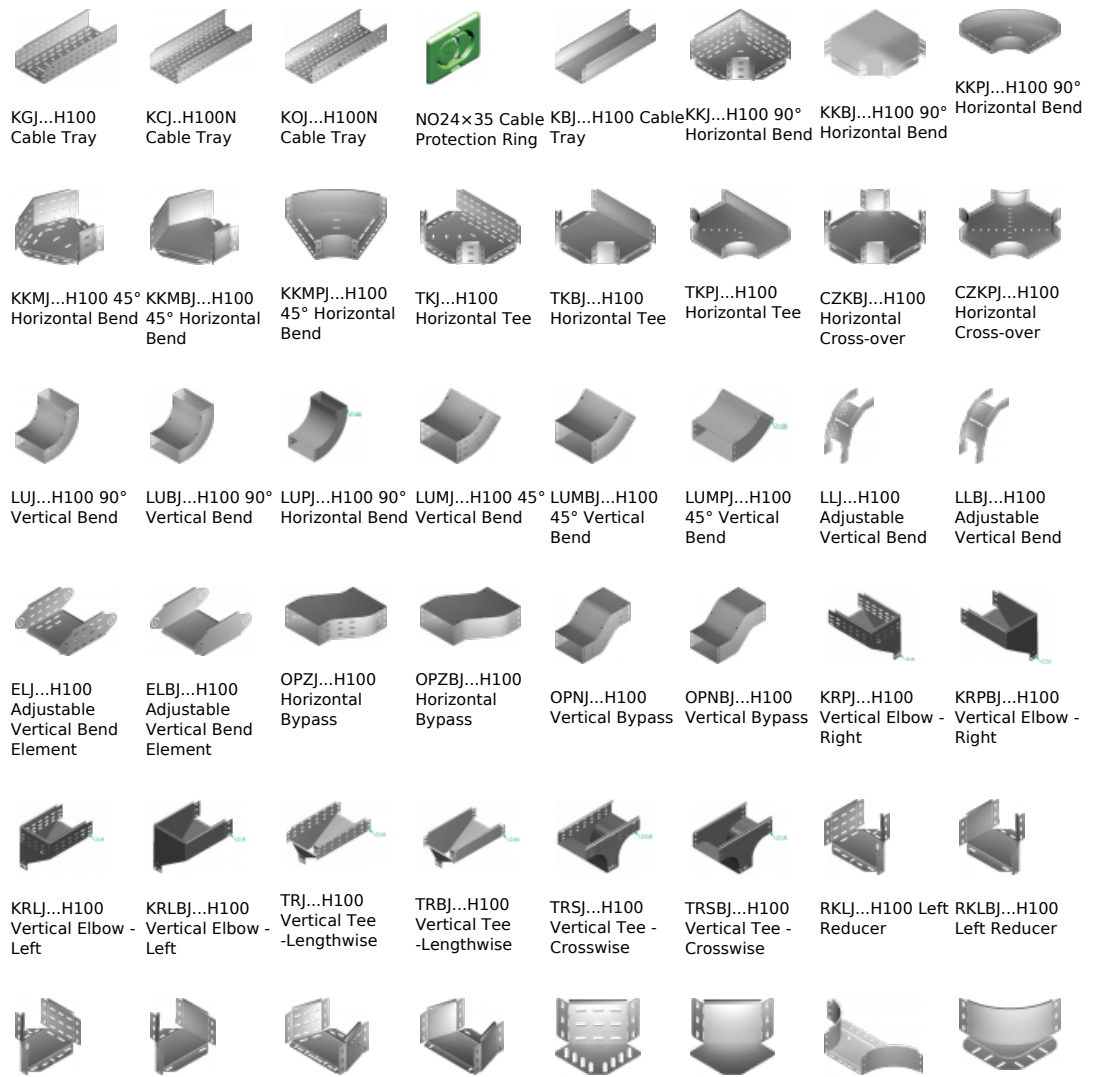 KGJ...H100
Cable Tray
KCJ..H100N
Cable Tray
KOJ...H100N
Cable Tray
NO24×35 Cable
Protection Ring
KBJ...H100 Cable
Tray
KKJ...H100 90°
Horizontal Bend
KKBJ...H100 90°
Horizontal Bend
KKPJ...H100 90°
Horizontal Bend
KKMJ...H100 45°
Horizontal Bend
KKMBJ...H100
45° Horizontal
Bend
KKMPJ...H100
45° Horizontal
Bend
TKJ...H100
Horizontal Tee
TKBJ...H100
Horizontal Tee
TKPJ...H100
Horizontal Tee
CZKBJ...H100
Horizontal
Cross-over
CZKPJ...H100
Horizontal
Cross-over
LUJ...H100 90°
Vertical Bend
LUBJ...H100 90°
Vertical Bend
LUPJ...H100 90°
Horizontal Bend
LUMJ...H100 45°
Vertical Bend
LUMBJ...H100
45° Vertical
Bend
LUMPJ...H100
45° Vertical
Bend
LLJ...H100
Adjustable
Vertical Bend
LLBJ...H100
Adjustable
Vertical Bend
ELJ...H100
Adjustable
Vertical Bend
Element
ELBJ...H100
Adjustable
Vertical Bend
Element
OPZJ...H100
Horizontal
Bypass
OPZBJ...H100
Horizontal
Bypass
OPNJ...H100
Vertical Bypass
OPNBJ...H100
Vertical Bypass
KRPJ...H100
Vertical Elbow -
Right
KRPBJ...H100
Vertical Elbow -
Right
KRLJ...H100
Vertical Elbow -
Left
KRLBJ...H100
Vertical Elbow -
Left
TRJ...H100
Vertical Tee
-Lengthwise
TRBJ...H100
Vertical Tee
-Lengthwise
TRSJ...H100
Vertical Tee -
Crosswise
TRSBJ...H100
Vertical Tee -
Crosswise
RKLJ...H100 Left
Reducer
RKLBJ...H100
Left Reducer